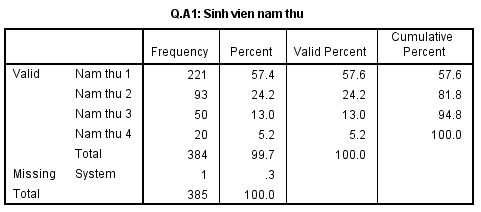 Q.A1: Sinh vien nam thu
Frequency Percent Valid Percent Cumulative Percent
Valid Nam thu 1 221 57.4 57.6 57.6
Nam thu 2 93 24.2 24.2 81.8
Nam thu 3 50 13.0 13.0 94.8
Nam thu 4 20 5.2 5.2 100.0
Total 384 99.7 100.0
Missing System 1 .3
Total 385 100.0